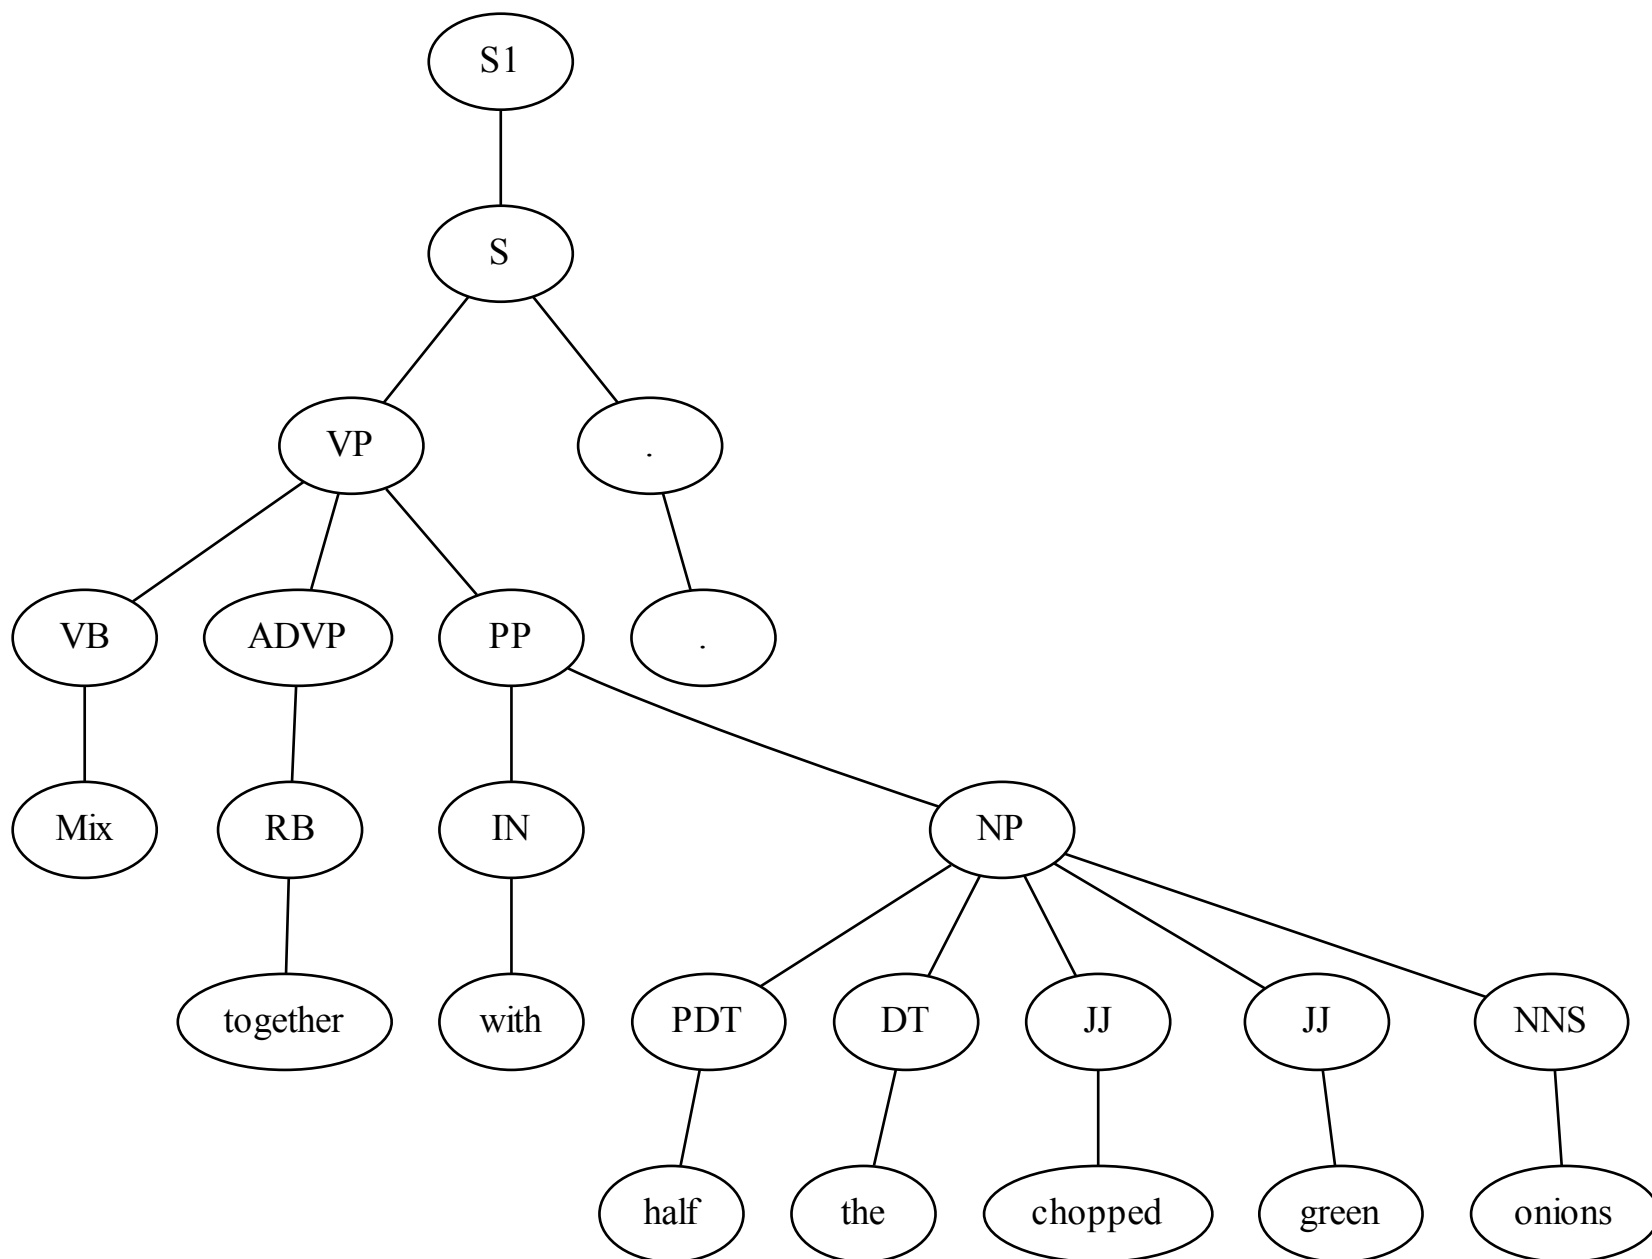 S1
S
VP .
VB ADVP PP .
Mix RB IN NP
together with PDT DT JJ JJ NNS
half the chopped green onions